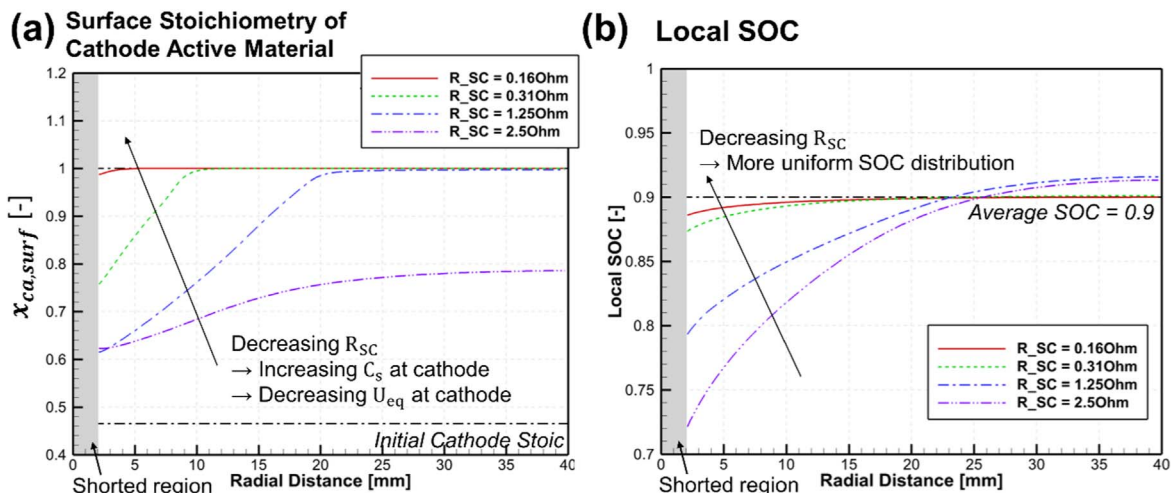 (a) Surface Stoichiometry of
Cathode Active Material
1.2
1.1
1
0.9
0.8
0.7
0.6
0.5
0.4
x_ca,surf [-]
R_SC = 0.16Ohm
R_SC = 0.31Ohm
R_SC = 1.25Ohm
R_SC = 2.5Ohm
Decreasing R_SC
→ Increasing C_s at cathode
→ Decreasing U_eq at cathode
Initial Cathode Stoic
0 5 10 15 20 25 30 35 40
Shorted region
Radial Distance [mm]
(b) Local SOC
1
0.95
0.9
0.85
0.8
0.75
0.7
Local SOC [-]
Decreasing R_SC
→ More uniform SOC distribution
Average SOC = 0.9
R_SC = 0.16Ohm
R_SC = 0.31Ohm
R_SC = 1.25Ohm
R_SC = 2.5Ohm
0 5 10 15 20 25 30 35 40
Shorted region
Radial Distance [mm]